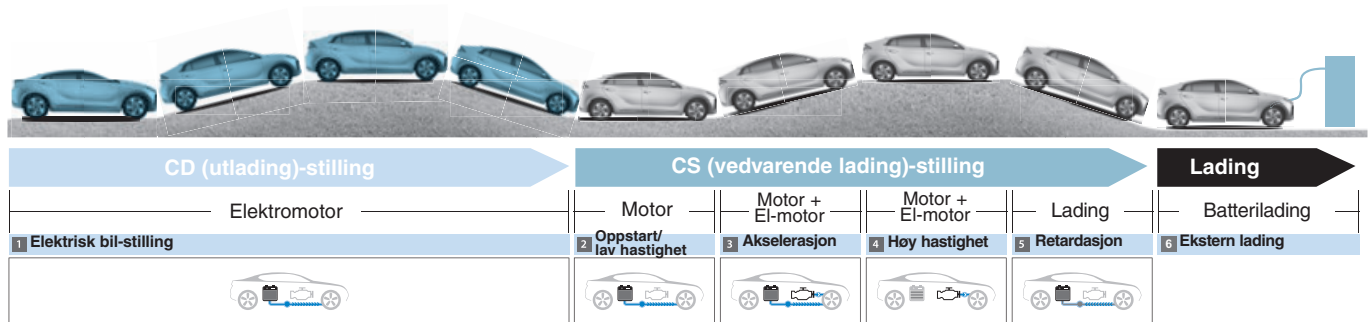 CD (utlading)-stilling
CS (vedvarende lading)-stilling
Lading
Elektromotor
Motor
Motor +
El-motor
Motor +
El-motor
Lading
Batterilading
1 Elektrisk bil-stilling
2 Oppstart/
lav hastighet
3 Akselerasjon
4 Høy hastighet
5 Retardasjon
6 Ekstern lading